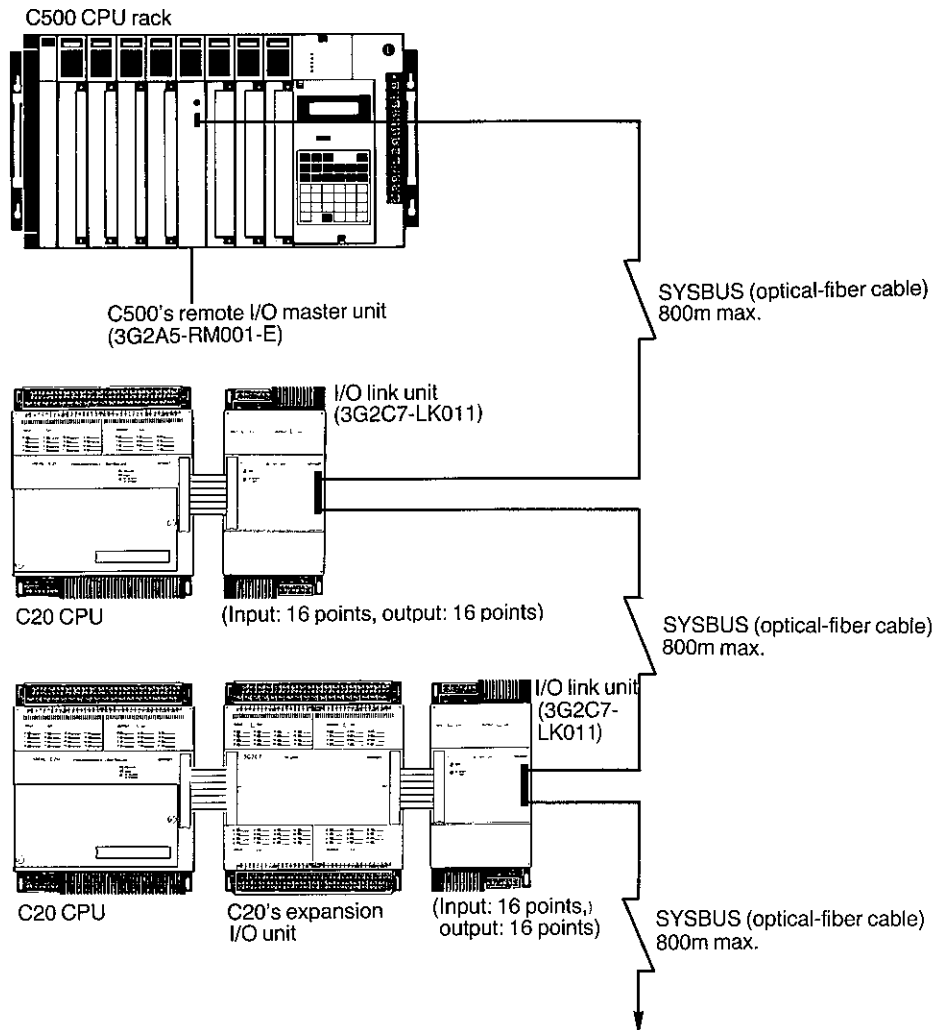 C500 CPU rack
SYSBUS (optical-fiber cable)
800m max.
C500's remote I/O master unit
(3G2A5-RM001-E)
I/O link unit
(3G2C7-LK011)
C20 CPU
(Input: 16 points, output: 16 points)
SYSBUS (optical-fiber cable)
800m max.
I/O link unit
(3G2C7-
LK011)
C20 CPU
C20's expansion
I/O unit
(Input: 16 points,
output: 16 points)
SYSBUS (optical-fiber cable)
800m max.